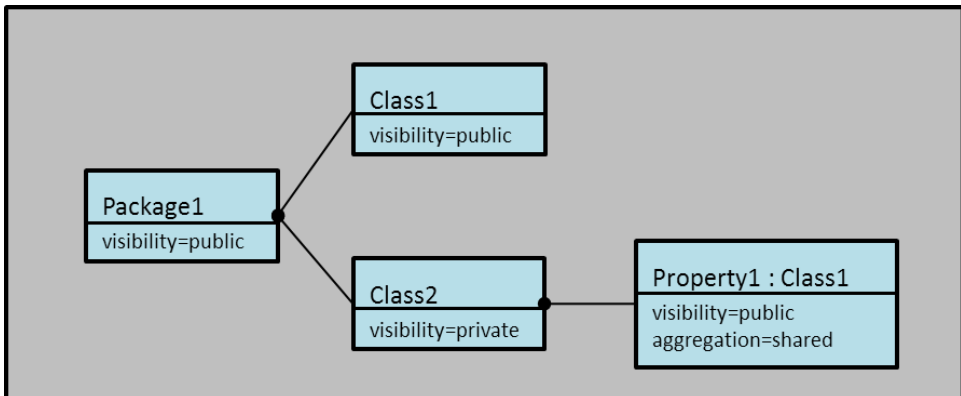 Class1
visibility=public
Package1
visibility=public
Class2
visibility=private
Property1 : Class1
visibility=public
aggregation=shared